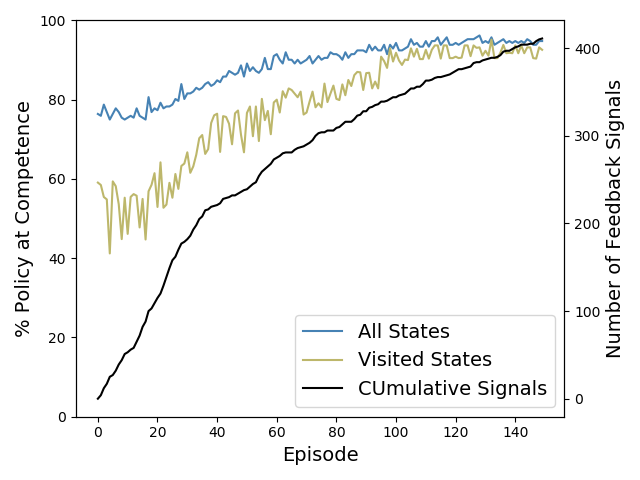 100
80
60
40
20
0
% Policy at Competence
400
300
200
100
0
Number of Feedback Signals
All States
Visited States
CUmulative Signals
0 20 40 60 80 100 120 140
Episode